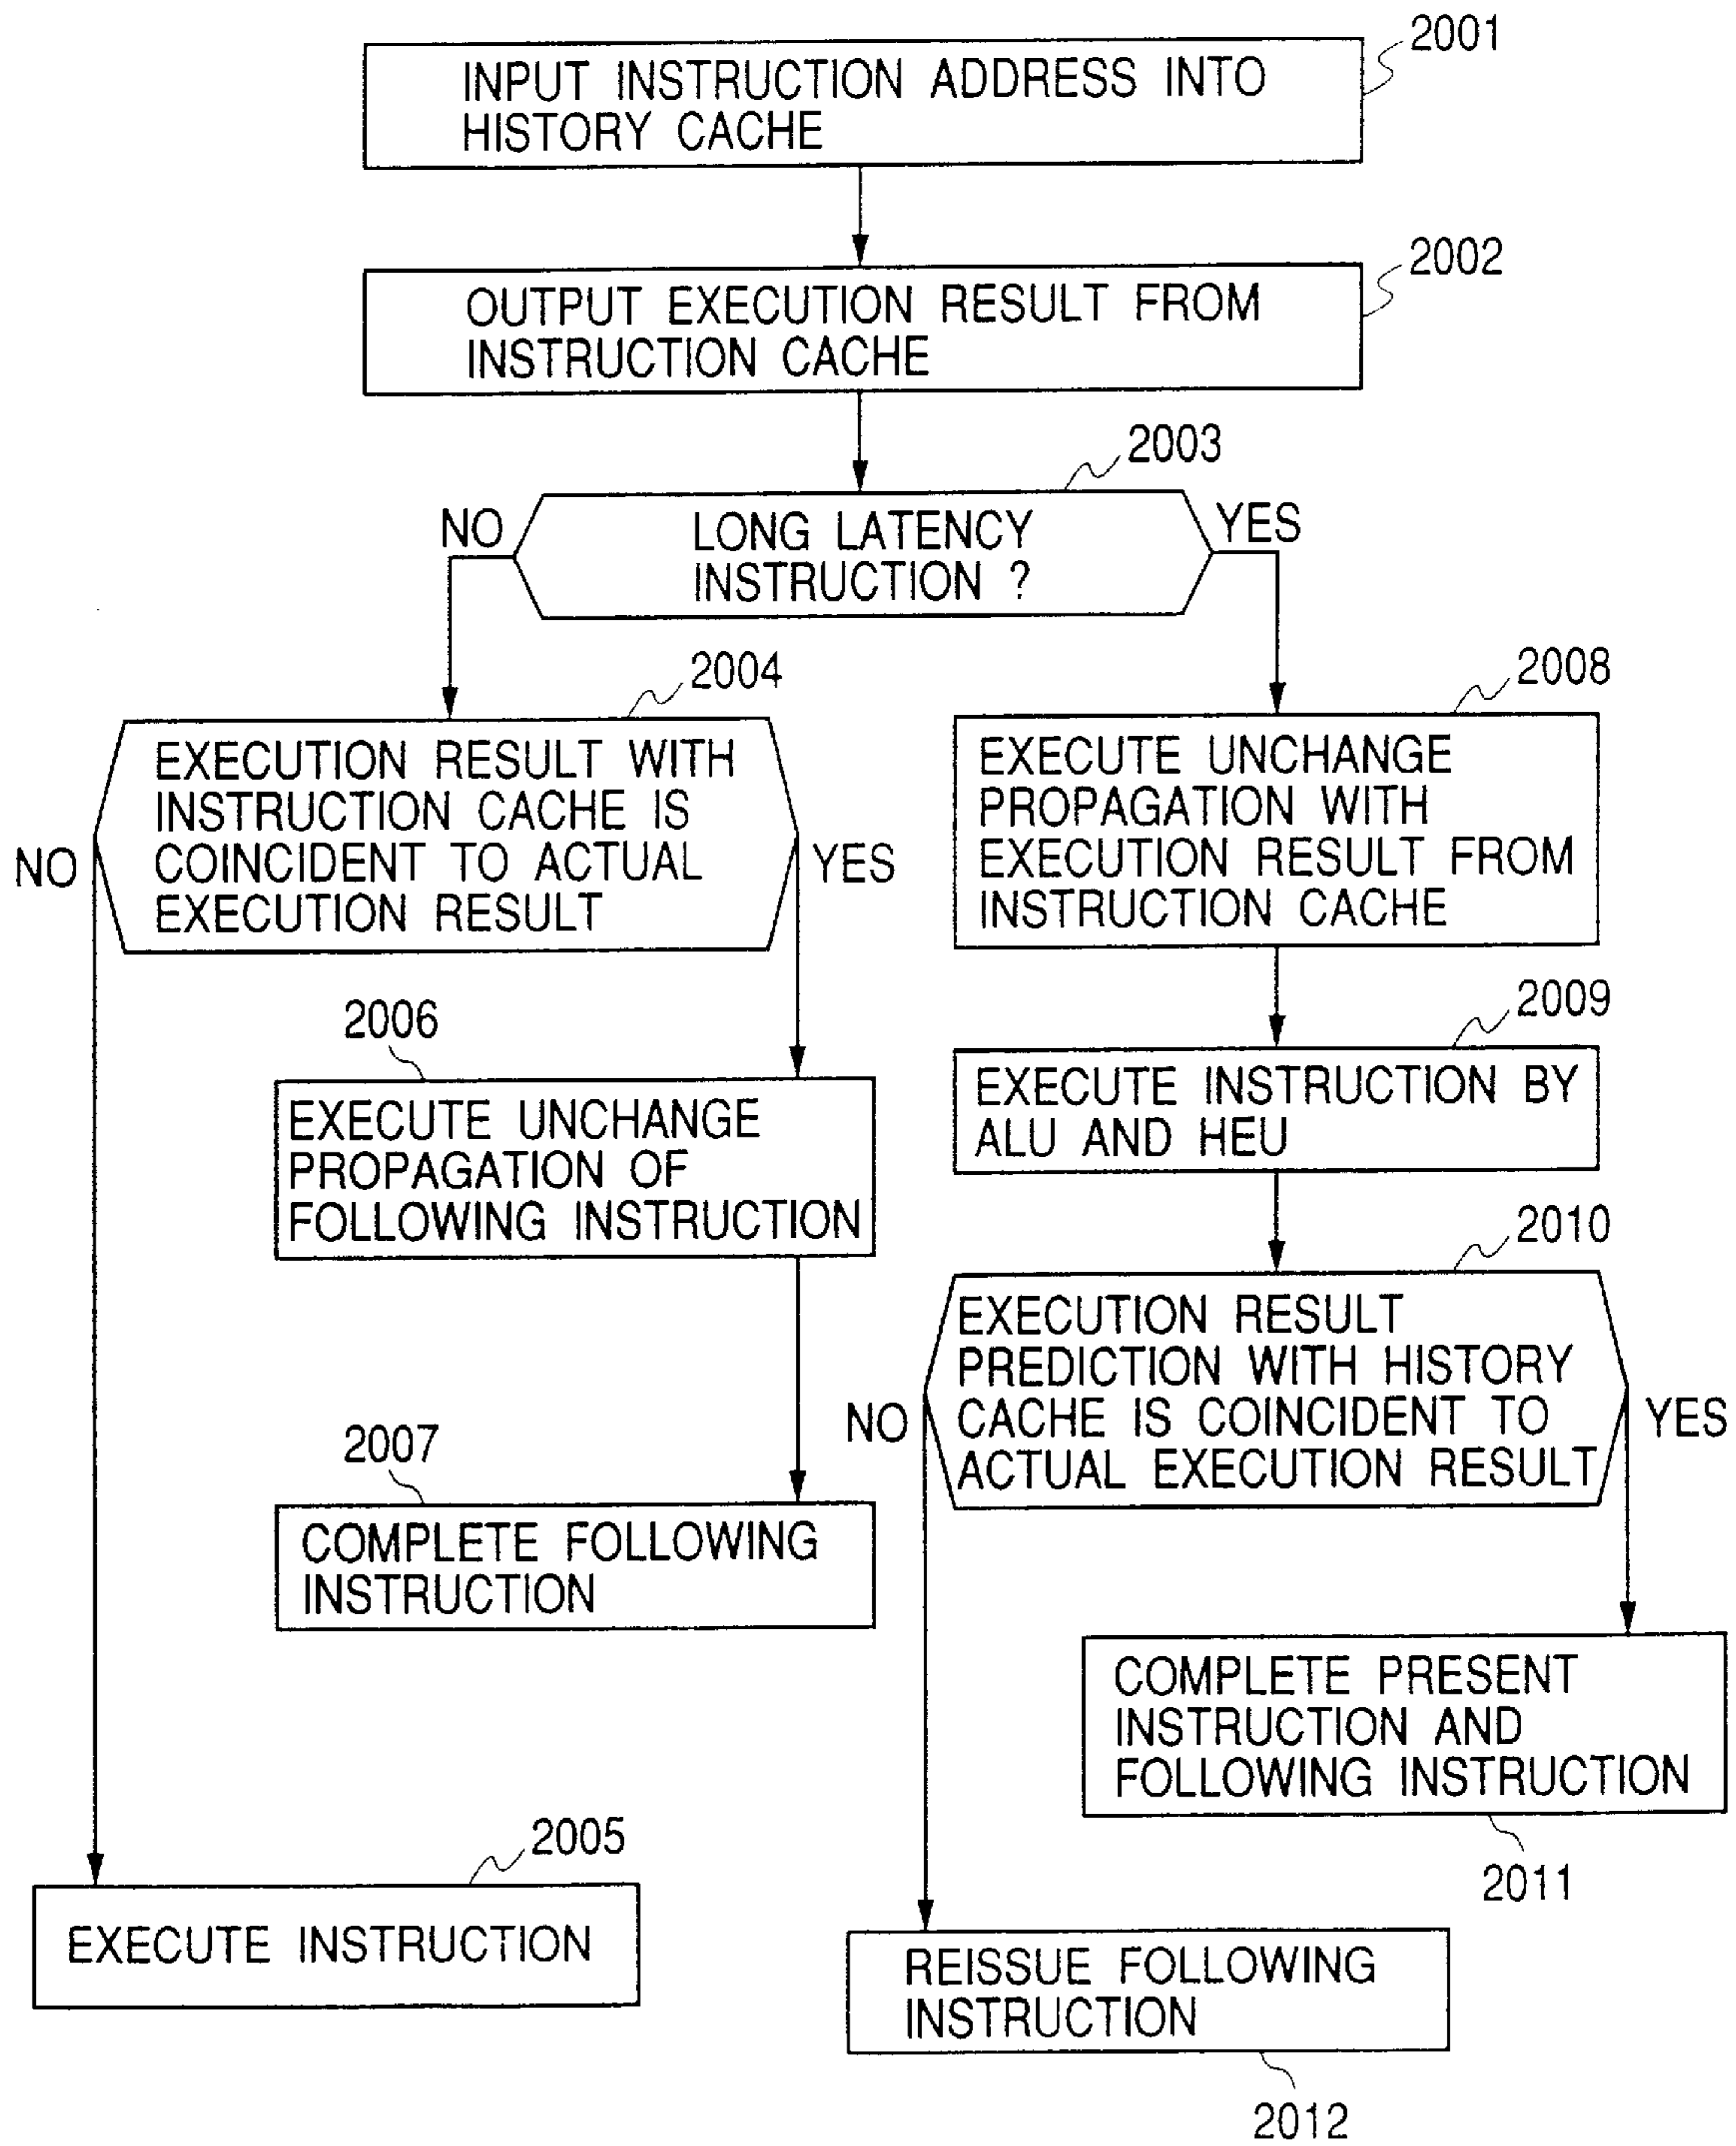 2001
INPUT INSTRUCTION ADDRESS INTO
HISTORY CACHE
2002
OUTPUT EXECUTION RESULT FROM
INSTRUCTION CACHE
2003
NO
LONG LATENCY
INSTRUCTION ?
YES
2004
EXECUTION RESULT WITH
INSTRUCTION CACHE IS
COINCIDENT TO ACTUAL
EXECUTION RESULT
NO
YES
2008
EXECUTE UNCHANGE
PROPAGATION WITH
EXECUTION RESULT FROM
INSTRUCTION CACHE
2006
EXECUTE UNCHANGE
PROPAGATION OF
FOLLOWING INSTRUCTION
2009
EXECUTE INSTRUCTION BY
ALU AND HEU
2010
EXECUTION RESULT
PREDICTION WITH HISTORY
CACHE IS COINCIDENT TO
ACTUAL EXECUTION RESULT
NO
YES
2007
COMPLETE FOLLOWING
INSTRUCTION
COMPLETE PRESENT
INSTRUCTION AND
FOLLOWING INSTRUCTION
2011
2005
EXECUTE INSTRUCTION
REISSUE FOLLOWING
INSTRUCTION
2012